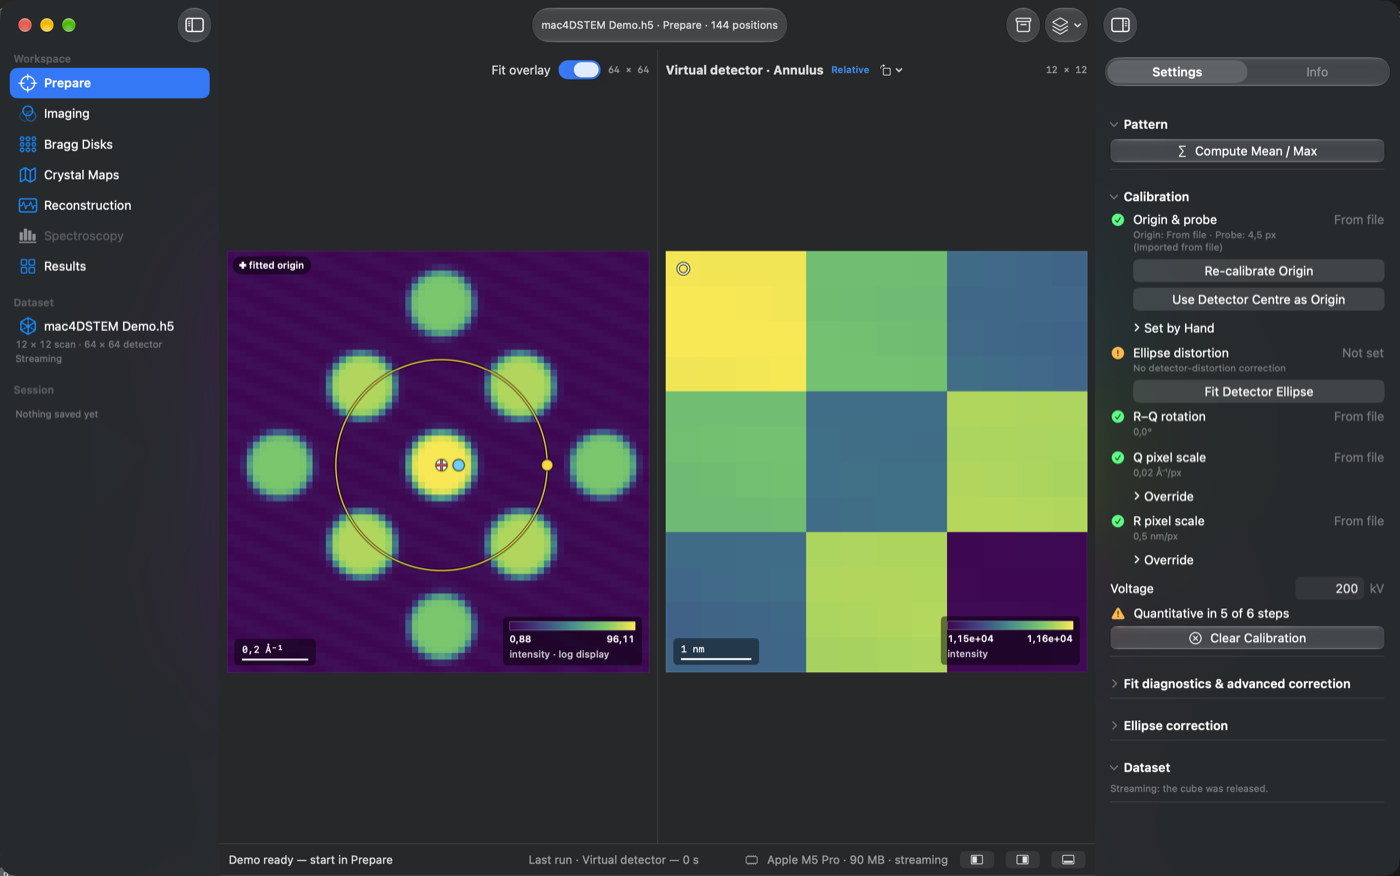 mac4DSTEM Demo.h5 · Prepare · 144 positions
Workspace
Prepare
Imaging
Bragg Disks
Crystal Maps
Reconstruction
Spectroscopy
Results
Dataset
mac4DSTEM Demo.h5
12 × 12 scan · 64 × 64 detector
Streaming
Session
Nothing saved yet
Fit overlay
64 × 64
fitted origin
0,2 Å⁻¹
0,88 96,11
intensity · log display
Virtual detector · Annulus Relative
12 × 12
1 nm
1,15e+04 1,16e+04
intensity
Settings Info
Pattern
Σ Compute Mean / Max
Calibration
Origin & probe From file
Origin: From file · Probe: 4,5 px
(Imported from file)
Re-calibrate Origin
Use Detector Centre as Origin
Set by Hand
Ellipse distortion Not set
No detector-distortion correction
Fit Detector Ellipse
R–Q rotation From file
0,0°
Q pixel scale From file
0,02 Å⁻¹/px
Override
R pixel scale From file
0,5 nm/px
Override
Voltage 200 kV
Quantitative in 5 of 6 steps
Clear Calibration
Fit diagnostics & advanced correction
Ellipse correction
Dataset
Streaming: the cube was released.
Demo ready — start in Prepare
Last run · Virtual detector — 0 s
Apple M5 Pro · 90 MB · streaming